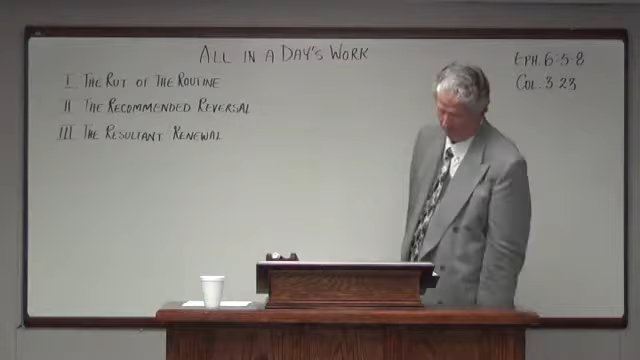 ALL IN A DAY'S WORK
I THE RUT OF THE ROUTINE
II THE RECOMMENDED REVERSAL
III THE RESULTANT RENEWAL
EPH. 6:5-8
COL. 3:23